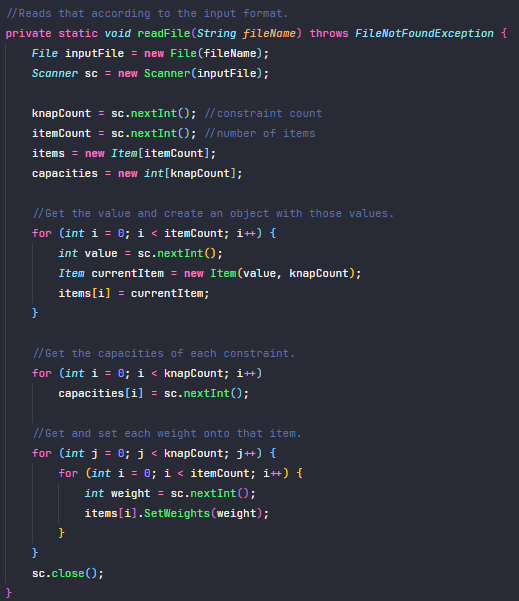 //Reads that according to the input format.
private static void readFile(String fileName) throws FileNotFoundException {
    File inputFile = new File(fileName);
    Scanner sc = new Scanner(inputFile);

    knapCount = sc.nextInt(); //constraint count
    itemCount = sc.nextInt(); //number of items
    items = new Item[itemCount];
    capacities = new int[knapCount];

    //Get the value and create an object with those values.
    for (int i = 0; i < itemCount; i++) {
        int value = sc.nextInt();
        Item currentItem = new Item(value, knapCount);
        items[i] = currentItem;
    }

    //Get the capacities of each constraint.
    for (int i = 0; i < knapCount; i++)
        capacities[i] = sc.nextInt();

    //Get and set each weight onto that item.
    for (int j = 0; j < knapCount; j++) {
        for (int i = 0; i < itemCount; i++) {
            int weight = sc.nextInt();
            items[i].SetWeights(weight);
        }
    }
    sc.close();
}